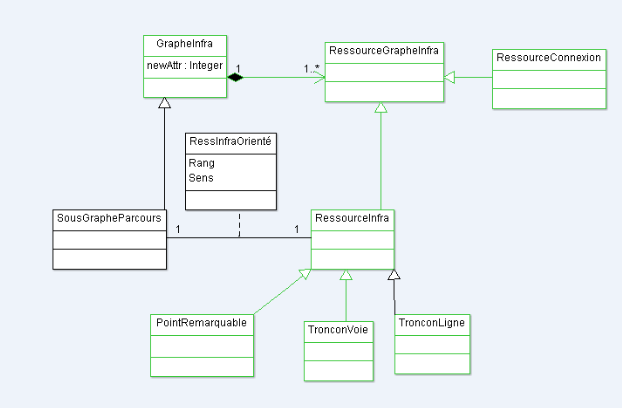 GrapheInfra
newAttr : Integer
1
1..*
RessourceGrapheInfra
RessourceConnexion
RessInfraOrienté
Rang
Sens
SousGrapheParcours
1
1
RessourceInfra
PointRemarquable
TronconVoie
TronconLigne